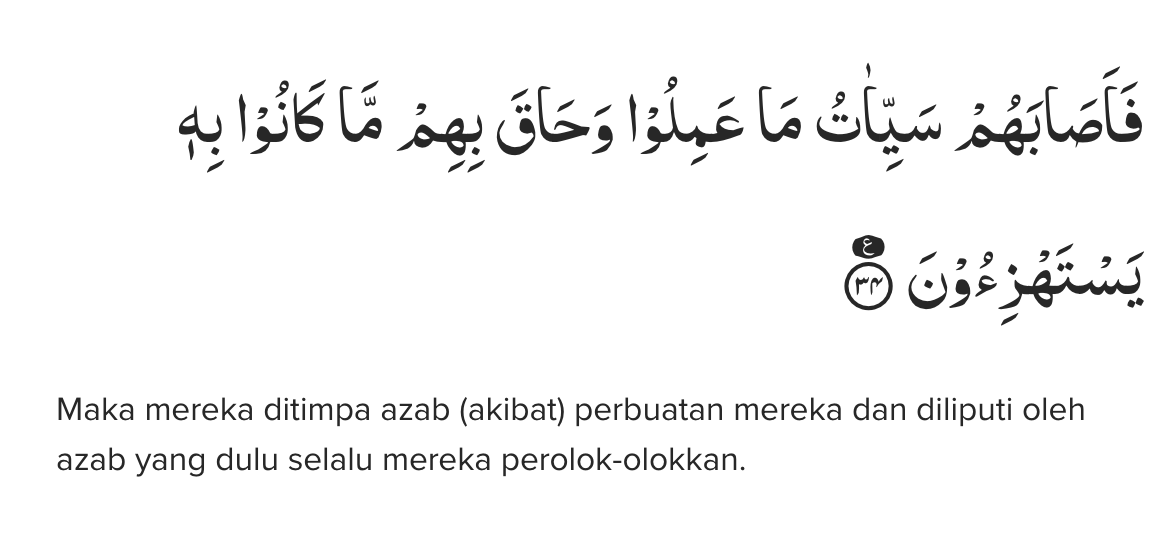 فَاَصَابَهُمْ سَيِّاٰتُ مَا عَمِلُوْا وَحَاقَ بِهِمْ مَّا كَانُوْا بِهٖ
يَسْتَهْزِءُوْنَ ࣖ ۝٣٤
Maka mereka ditimpa azab (akibat) perbuatan mereka dan diliputi oleh
azab yang dulu selalu mereka perolok-olokkan.